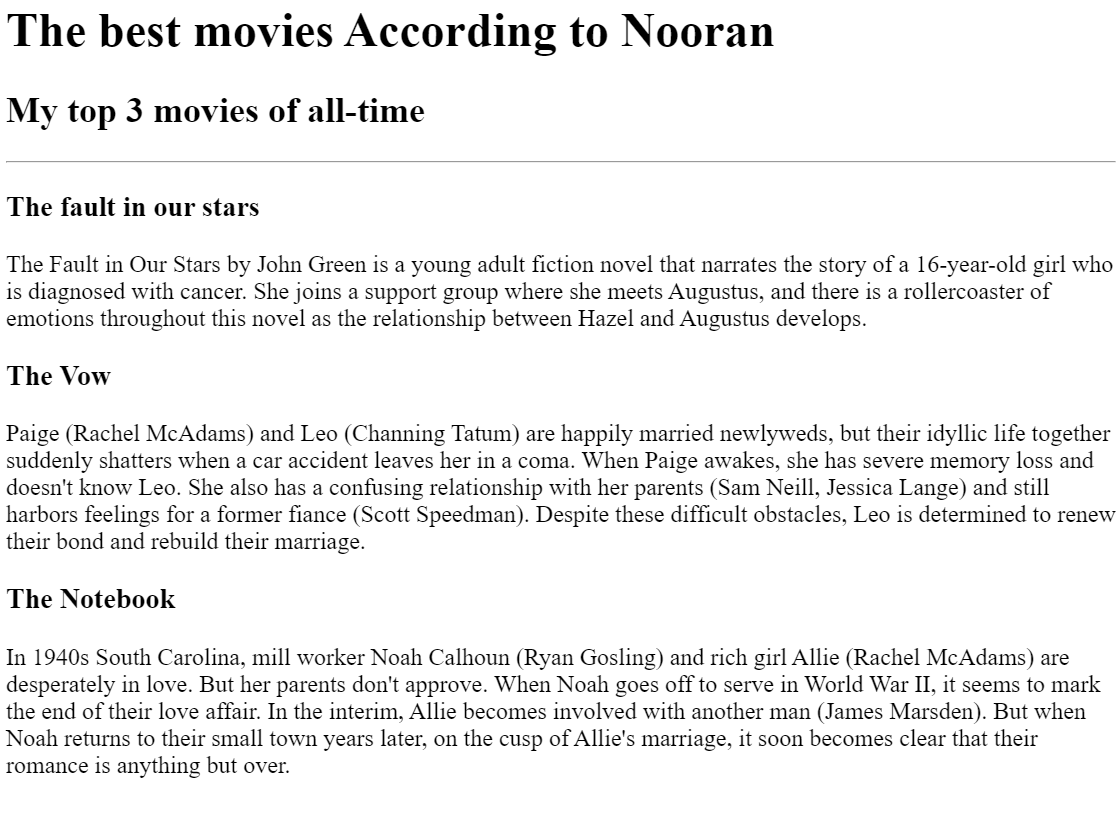 The best movies According to Nooran
My top 3 movies of all-time
The fault in our stars
The Fault in Our Stars by John Green is a young adult fiction novel that narrates the story of a 16-year-old girl who
is diagnosed with cancer. She joins a support group where she meets Augustus, and there is a rollercoaster of
emotions throughout this novel as the relationship between Hazel and Augustus develops.
The Vow
Paige (Rachel McAdams) and Leo (Channing Tatum) are happily married newlyweds, but their idyllic life together
suddenly shatters when a car accident leaves her in a coma. When Paige awakes, she has severe memory loss and
doesn't know Leo. She also has a confusing relationship with her parents (Sam Neill, Jessica Lange) and still
harbors feelings for a former fiance (Scott Speedman). Despite these difficult obstacles, Leo is determined to renew
their bond and rebuild their marriage.
The Notebook
In 1940s South Carolina, mill worker Noah Calhoun (Ryan Gosling) and rich girl Allie (Rachel McAdams) are
desperately in love. But her parents don't approve. When Noah goes off to serve in World War II, it seems to mark
the end of their love affair. In the interim, Allie becomes involved with another man (James Marsden). But when
Noah returns to their small town years later, on the cusp of Allie's marriage, it soon becomes clear that their
romance is anything but over.